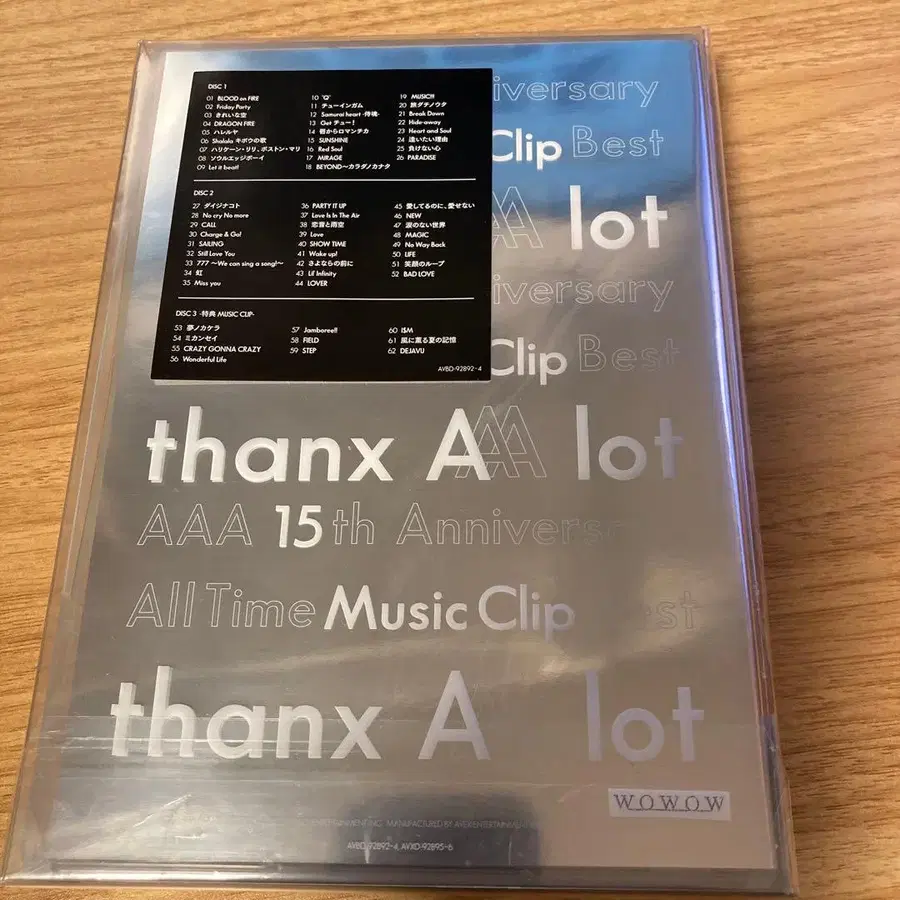 DISC 1
01 BLOOD on FIRE
02 Friday Party
03 きれいな空
04 DRAGON FIRE
05 ハレルヤ
06 Shalala キボウの歌
07 ハリケーン・リリ, ボストン・マリ
08 ソウルエッジボーイ
09 Let it beat!
10 "Q"
11 チューインガム
12 Samurai heart -侍魂-
13 Get チュー!
14 唇からロマンチカ
15 SUNSHINE
16 Red Soul
17 MIRAGE
18 BEYOND〜カラダノカナタ
19 MUSIC!!!
20 旅ダチノウタ
21 Break Down
22 Hide-away
23 Heart and Soul
24 逢いたい理由
25 負けない心
26 PARADISE
DISC 2
27 ダイジナコト
28 No cry No more
29 CALL
30 Charge & Go!
31 SAILING
32 Still Love You
33 777 〜We can sing a song!〜
34 虹
35 Miss you
36 PARTY IT UP
37 Love Is In The Air
38 恋音と雨空
39 Love
40 SHOW TIME
41 Wake up!
42 さよならの前に
43 Lil' Infinity
44 LOVER
45 愛してるのに、愛せない
46 NEW
47 涙のない世界
48 MAGIC
49 No Way Back
50 LIFE
51 笑顔のループ
52 BAD LOVE
DISC 3 -特典 MUSIC CLIP-
53 夢ノカケラ
54 ミカンセイ
55 CRAZY GONNA CRAZY
56 Wonderful Life
57 Jamboree!!
58 FIELD
59 STEP
60 I$M
61 風に薫る夏の記憶
62 DEJAVU
AVBD-92892~4
iversary
Clip Best
AA lot
iversary
Clip Best
thanx AAA lot
AAA 15th Annivers
All Time Music Clip est
thanx A lot
WOWOW
MANUFACTURED BY AVEX ENTERTAINMENT
AVBD-92892~4, AVXD-92895~6